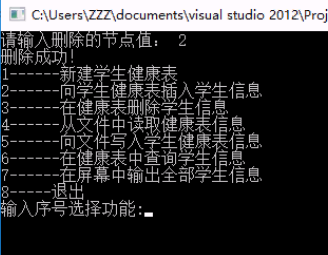 C:\Users\ZZZ\documents\visual studio 2012\Proj
请输入删除的节点值： 2
删除成功!
1------新建学生健康表
2------向学生健康表插入学生信息
3------在健康表删除学生信息
4------从文件中读取健康表信息
5------向文件写入学生健康表信息
6------在健康表中查询学生信息
7------在屏幕中输出全部学生信息
8-----退出
输入序号选择功能: